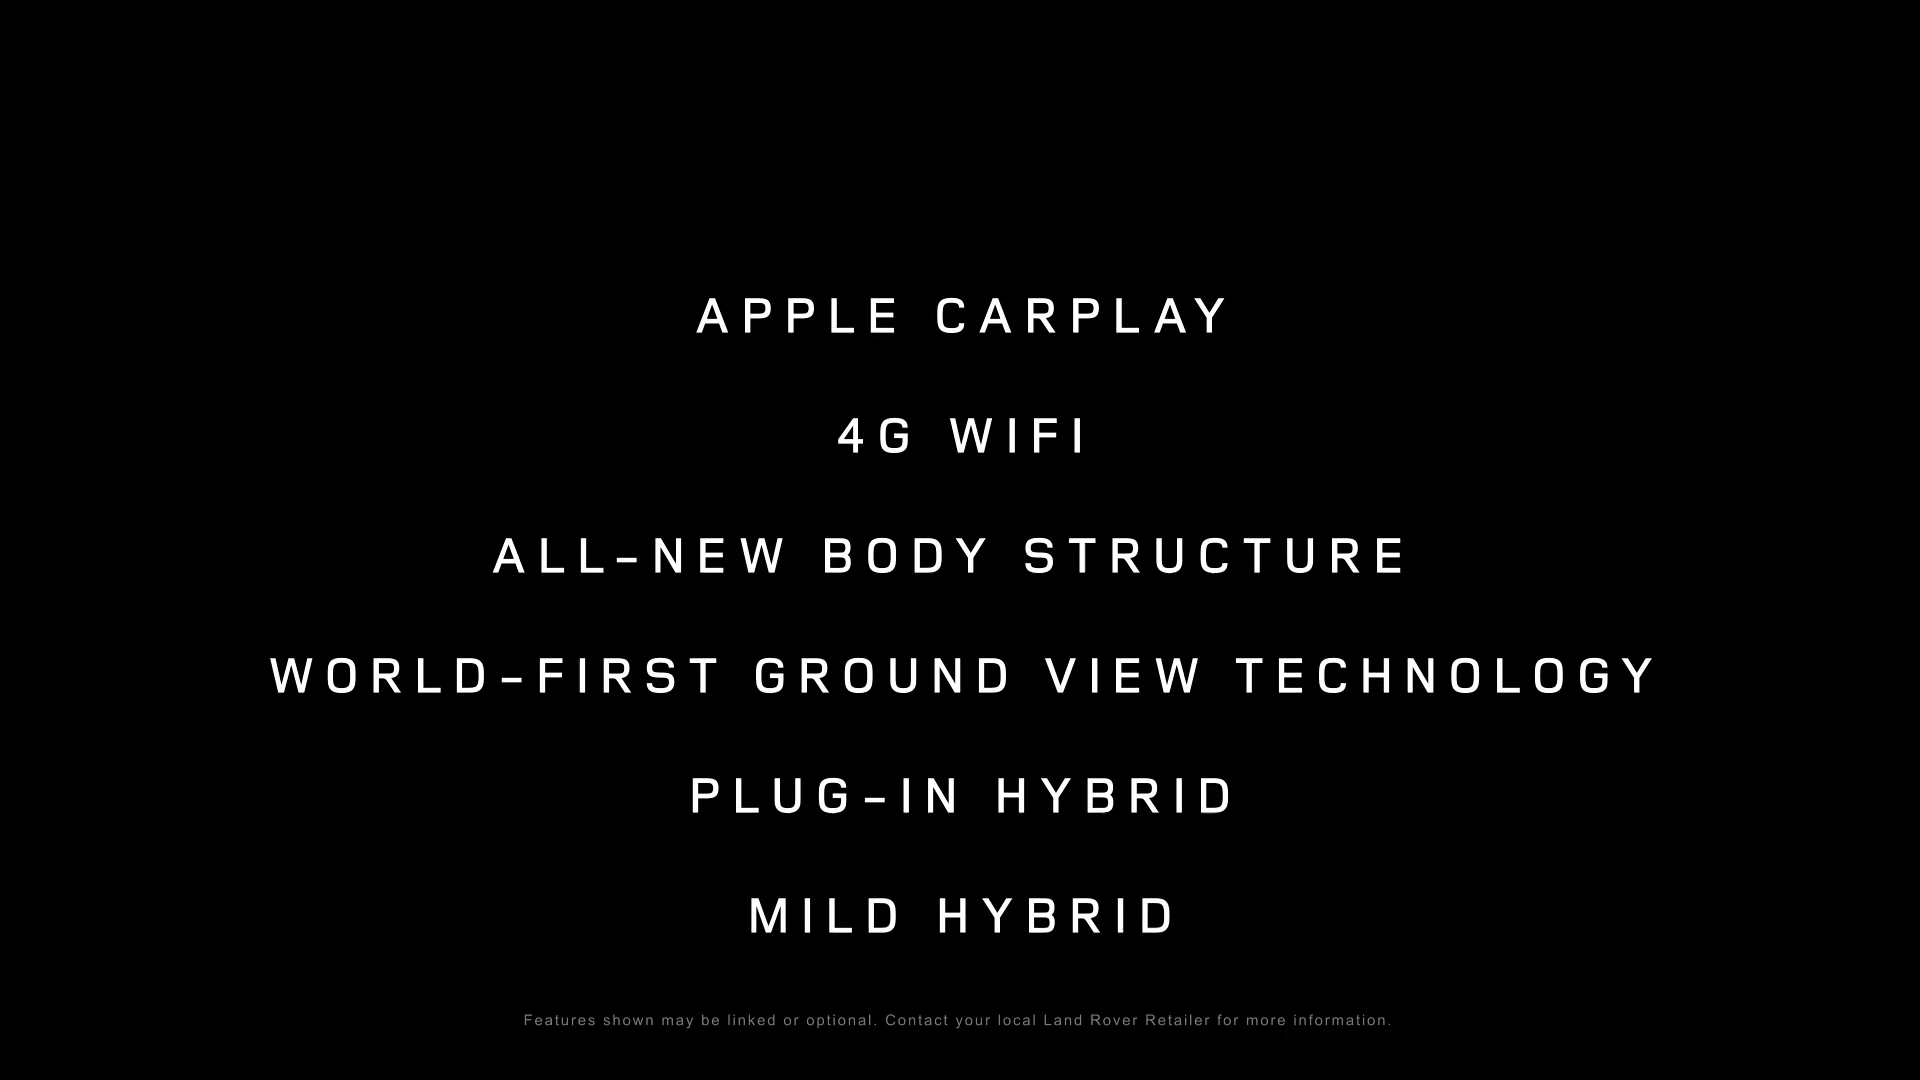 APPLE CARPLAY
4G WIFI
ALL-NEW BODY STRUCTURE
WORLD-FIRST GROUND VIEW TECHNOLOGY
PLUG-IN HYBRID
MILD HYBRID
Features shown may be linked or optional. Contact your local Land Rover Retailer for more information.